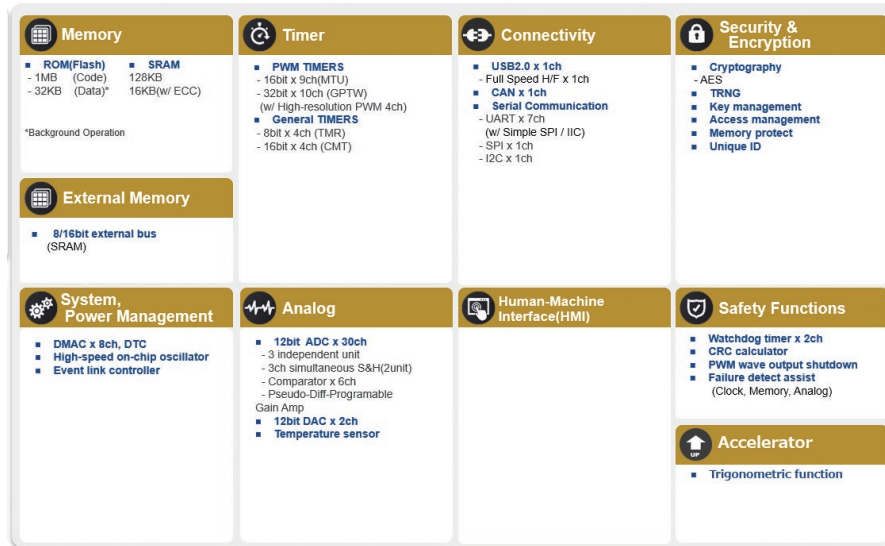 Memory
■ ROM(Flash) ■ SRAM
- 1MB (Code) 128KB
- 32KB (Data)* 16KB(w/ ECC)
*Background Operation
External Memory
■ 8/16bit external bus
(SRAM)
Timer
■ PWM TIMERS
- 16bit x 9ch(MTU)
- 32bit x 10ch (GPTW)
(w/ High-resolution PWM 4ch)
■ General TIMERS
- 8bit x 4ch (TMR)
- 16bit x 4ch (CMT)
Connectivity
■ USB2.0 x 1ch
- Full Speed H/F x 1ch
■ CAN x 1ch
■ Serial Communication
- UART x 7ch
(w/ Simple SPI / IIC)
- SPI x 1ch
- I2C x 1ch
Security &
Encryption
■ Cryptography
- AES
■ TRNG
■ Key management
■ Access management
■ Memory protect
■ Unique ID
System,
Power Management
■ DMAC x 8ch, DTC
■ High-speed on-chip oscillator
■ Event link controller
Analog
■ 12bit ADC x 30ch
- 3 independent unit
- 3ch simultaneous S&H(2unit)
- Comparator x 6ch
- Pseudo-Diff-Programable
Gain Amp
■ 12bit DAC x 2ch
■ Temperature sensor
Human-Machine
Interface(HMI)
Safety Functions
■ Watchdog timer x 2ch
■ CRC calculator
■ PWM wave output shutdown
■ Failure detect assist
(Clock, Memory, Analog)
UP
Accelerator
■ Trigonometric function